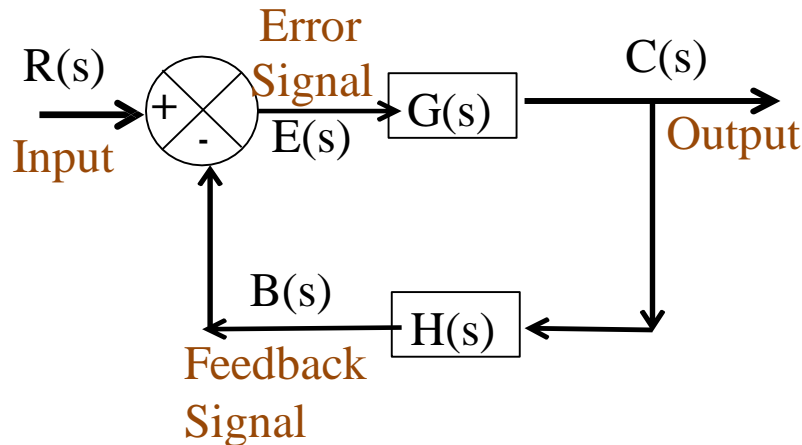 R(s)
Input
+
-
Error
Signal
E(s)
G(s)
C(s)
Output
B(s)
H(s)
Feedback
Signal